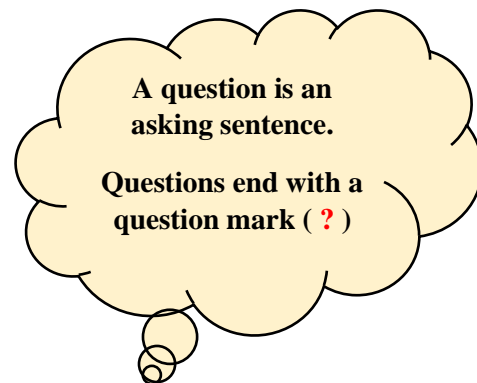 A question is an
asking sentence.
Questions end with a
question mark ( ? )